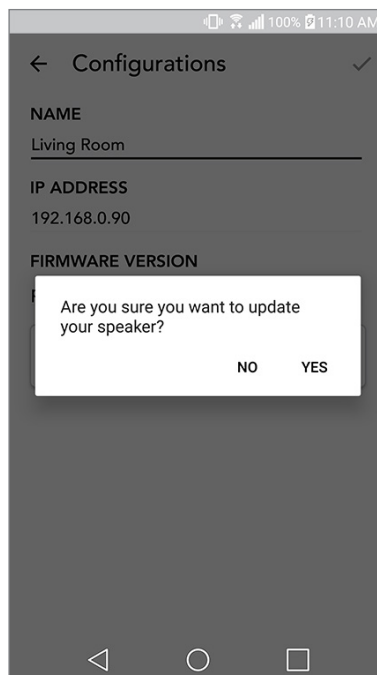 100% 11:10 AM
Configurations
NAME
Living Room
IP ADDRESS
192.168.0.90
FIRMWARE VERSION
Are you sure you want to update
your speaker?
NO YES